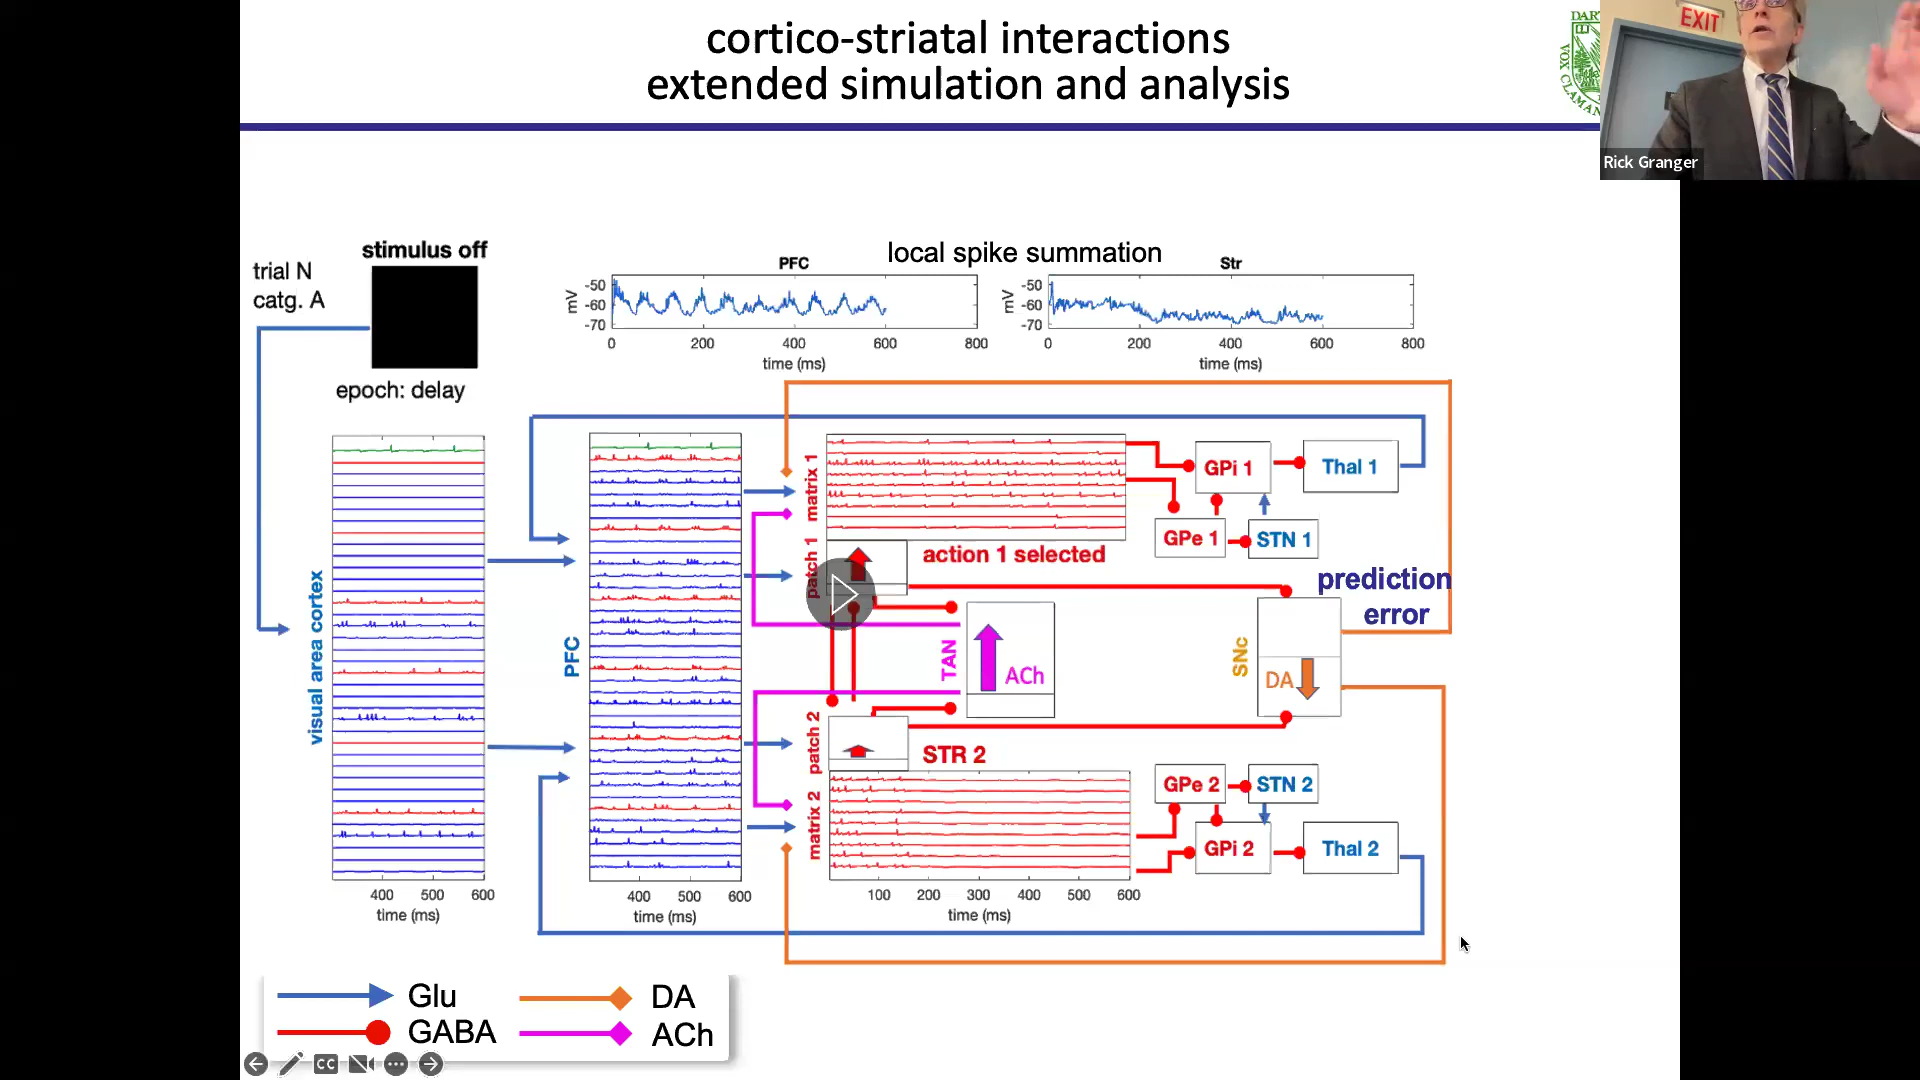 cortico-striatal interactions
extended simulation and analysis
DART
VOX CLAMAN
EXIT
Rick Granger
stimulus off
trial N
catg. A
epoch: delay
local spike summation
PFC
mV
-50
-60
-70
0 200 400 600 800
time (ms)
Str
mV
-50
-60
-70
0 200 400 600 800
time (ms)
visual area cortex
400 500 600
time (ms)
PFC
400 500 600
time (ms)
matrix 1
patch 1
action 1 selected
GPi 1
Thal 1
GPe 1
STN 1
prediction
error
TAN
ACh
SNc
DA
patch 2
STR 2
matrix 2
GPe 2
STN 2
GPi 2
Thal 2
100 200 300 400 500 600
time (ms)
Glu
DA
GABA
ACh
CC